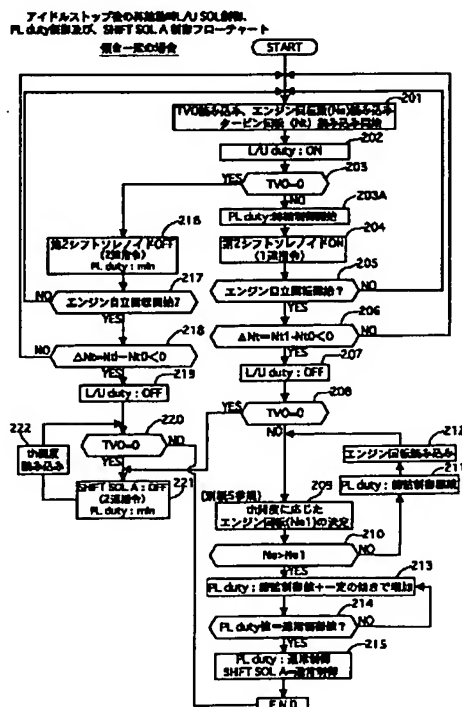 アイドルストップ後の再始動時L/U SOL制御、
PL duty制御及び、SHIFT SOL A 制御フローチャート
傾き一定の場合
START
201
TVO読み込み、エンジン回転数(Ne)読み込み
タービン回転 (Nt) 読み込み開始
202
L/U duty : ON
203
YES
TVO=0
NO
203A
PL duty:締結制御開始
204
第2シフトソレノイドON
(1速指令)
205
エンジン自立回転開始?
NO
YES
206
△Nt=Nt1-Nt0<0
NO
YES
207
L/U duty : OFF
208
YES
TVO=0
NO
216
第2シフトソレノイドOFF
(2速指令)
PL duty : min
217
NO
エンジン自立回転開始?
YES
218
NO
△Nt=Nt1-Nt0<0
YES
219
L/U duty : OFF
220
TVO=0
NO
YES
222
th開度
読み込み
221
SHIFT SOL A : OFF
(2速指令)
PL duty : min
212
エンジン回転読み込み
211
PL duty : 締結制御継続
209
th開度に応じた
エンジン回転(Ne1)の決定
210
Ne>Ne1
NO
YES
213
PL duty : 締結制御値+一定の傾きで増加
214
PL duty値=通常制御値?
NO
YES
215
PL duty : 通常制御
SHIFT SOL A=通常制御
END